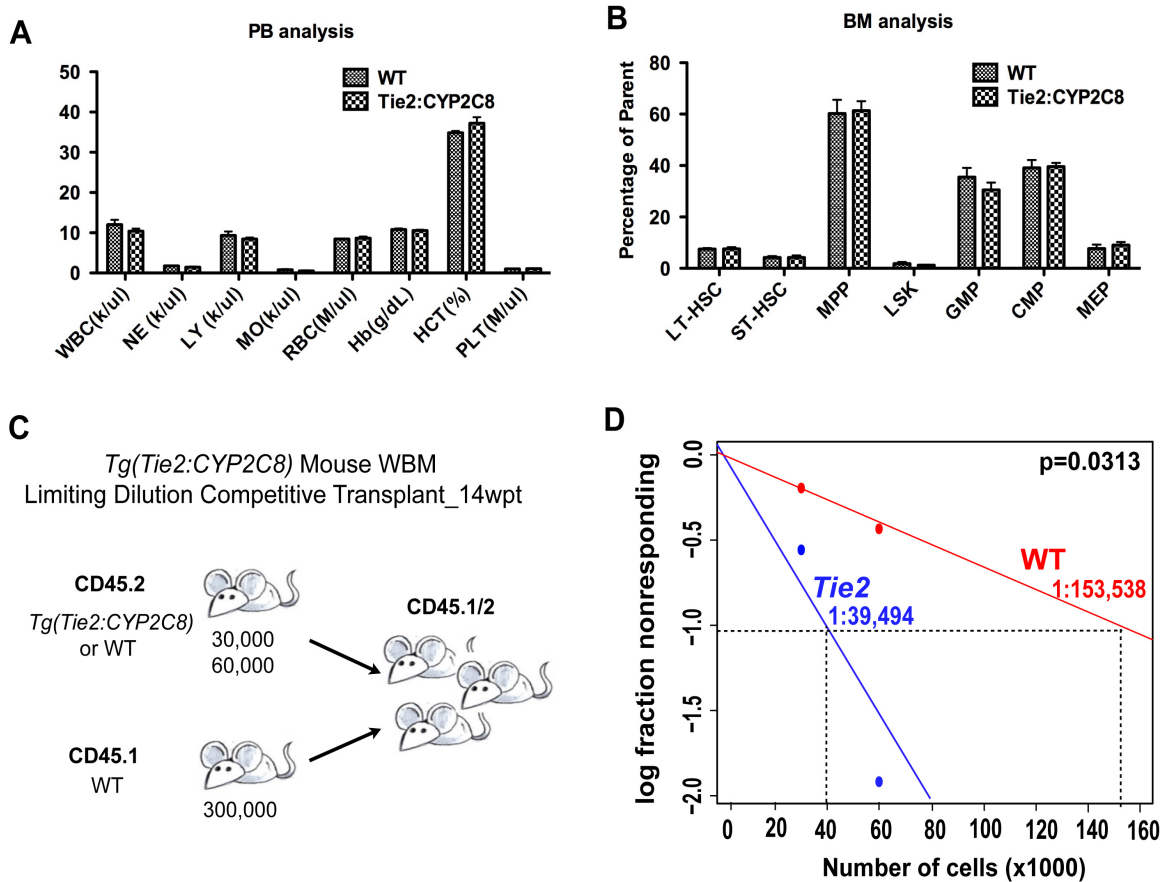 A
PB analysis
50
40
30
20
10
0
WT
Tie2:CYP2C8
WBC(k/ul)
NE (k/ul)
LY (k/ul)
MO(k/ul)
RBC(M/ul)
Hb(g/dL)
HCT(%)
PLT(M/ul)
B
BM analysis
Percentage of Parent
80
60
40
20
0
WT
Tie2:CYP2C8
LT-HSC
ST-HSC
MPP
LSK
GMP
CMP
MEP
C
Tg(Tie2:CYP2C8) Mouse WBM
Limiting Dilution Competitive Transplant_14wpt
CD45.2
Tg(Tie2:CYP2C8)
or WT
30,000
60,000
CD45.1/2
CD45.1
WT
300,000
D
log fraction nonresponding
0.0
-0.5
-1.0
-1.5
-2.0
p=0.0313
WT
1:153,538
Tie2
1:39,494
0 20 40 60 80 100 120 140 160
Number of cells (x1000)